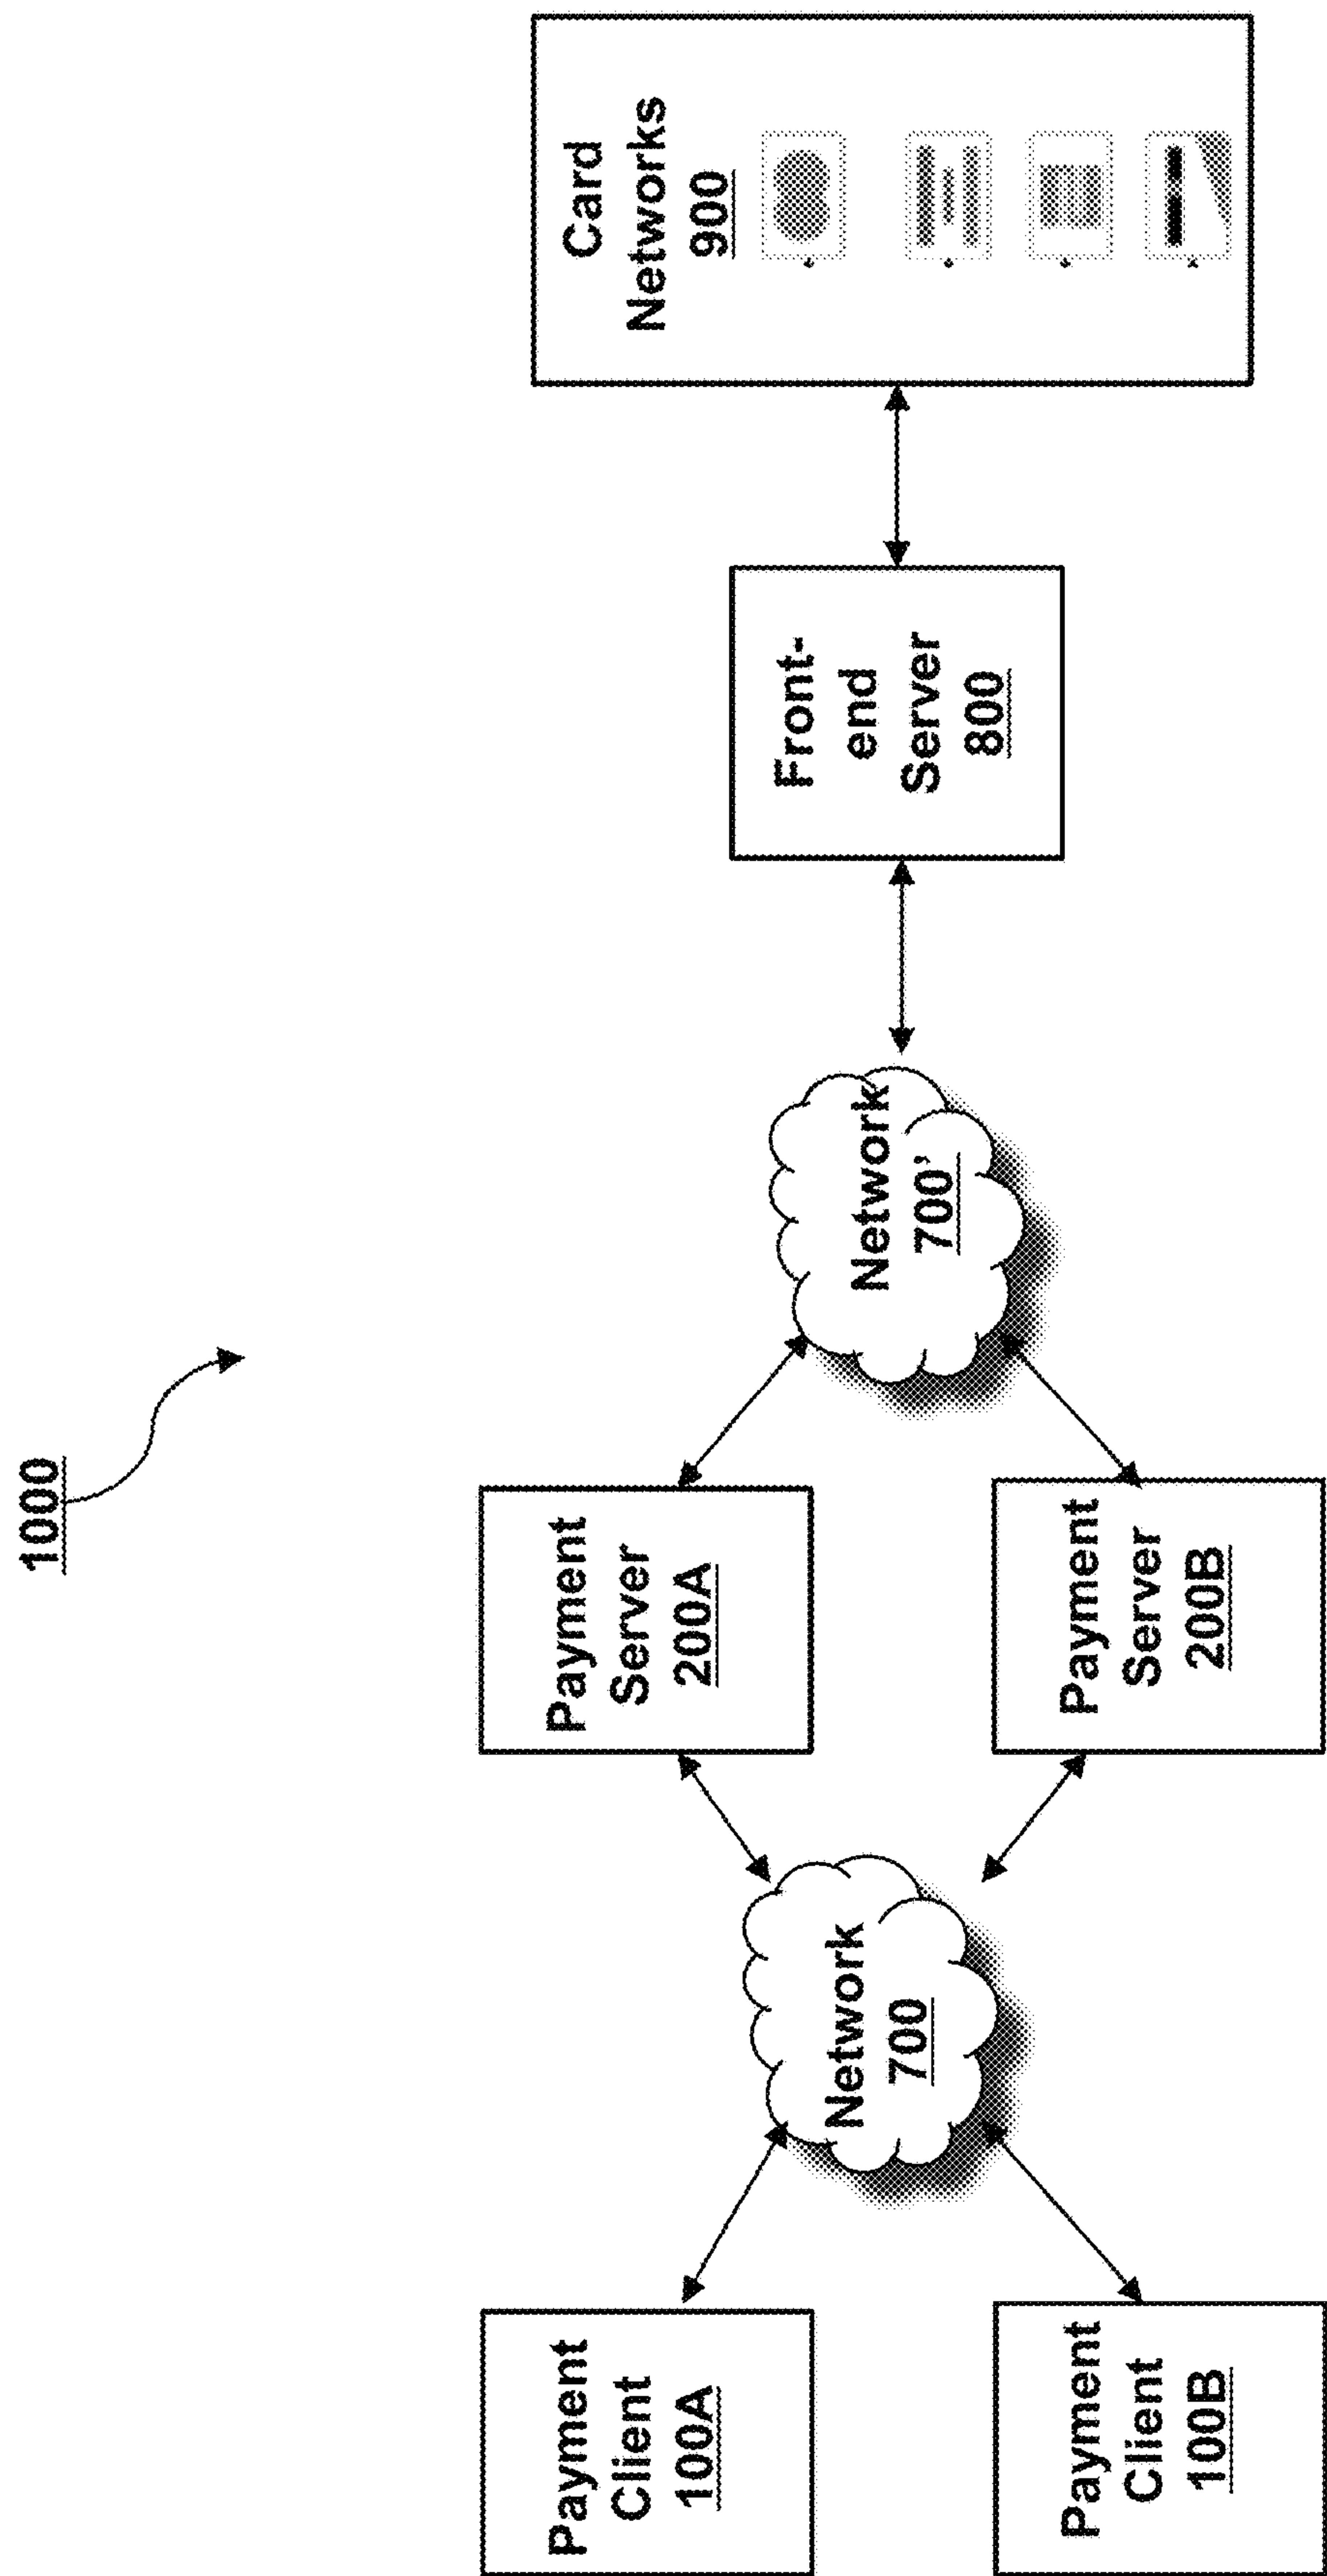 1000
Payment
Client
100A
Payment
Client
100B
Network
700
Payment
Server
200A
Payment
Server
200B
Network
700'
Front-
end
Server
800
Card
Networks
900